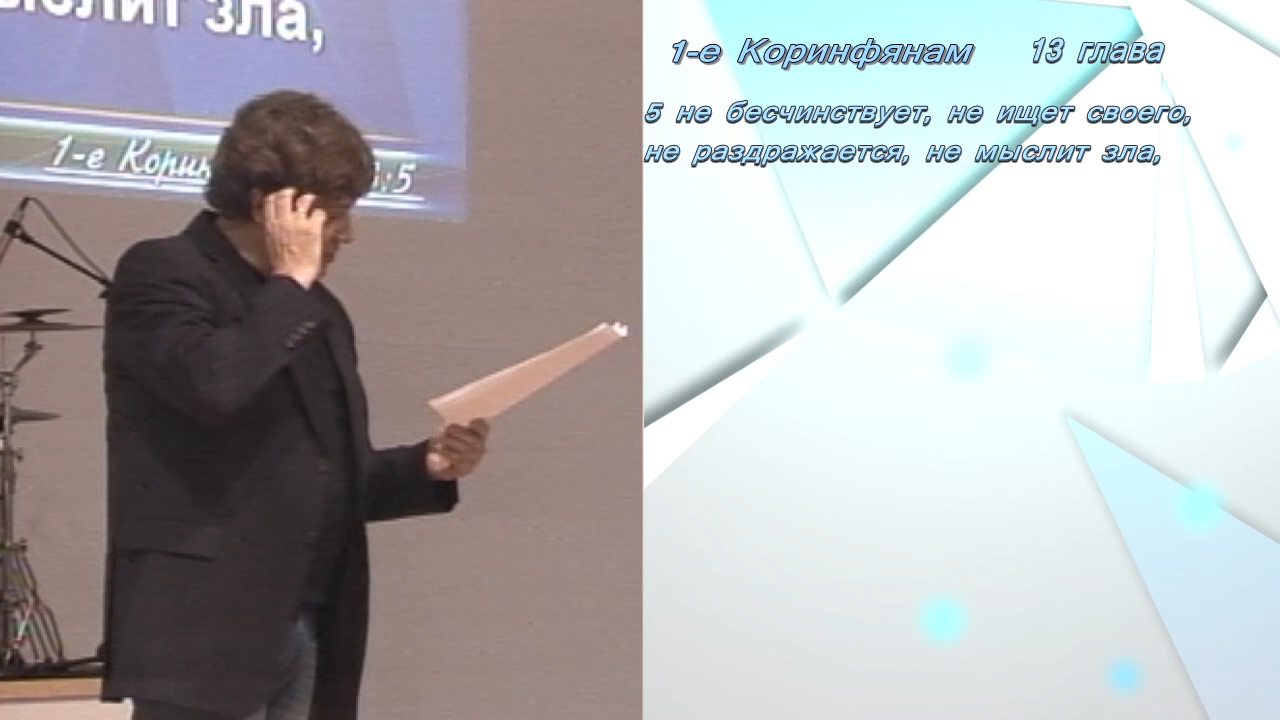 мыслит зла,
1-е Корин :5
1-е Коринфянам 13 глава
5 не бесчинствует, не ищет своего,
не раздражается, не мыслит зла,